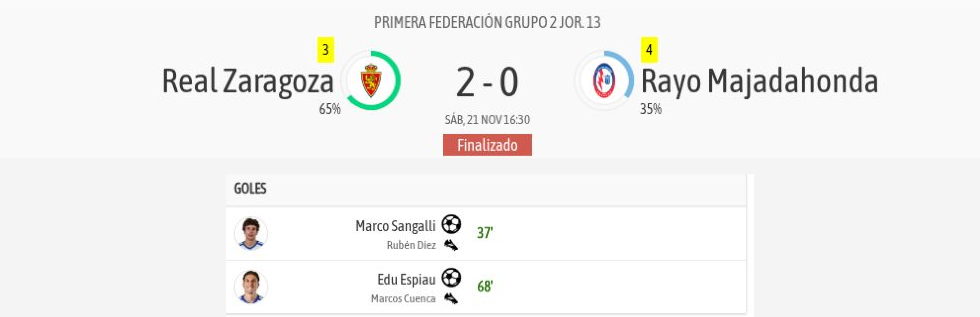 PRIMERA FEDERACIÓN GRUPO 2 JOR. 13
3
4
Real Zaragoza
2 - 0
Rayo Majadahonda
65%
35%
SÁB, 21 NOV 16:30
Finalizado
GOLES
Marco Sangalli
37'
Rubén Díez
Edu Espiau
68'
Marcos Cuenca